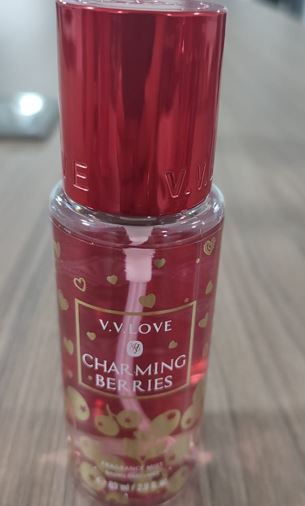 V.V.
E
V.V.LOVE
CHARMING
BERRIES
FRAGRANCE MIST